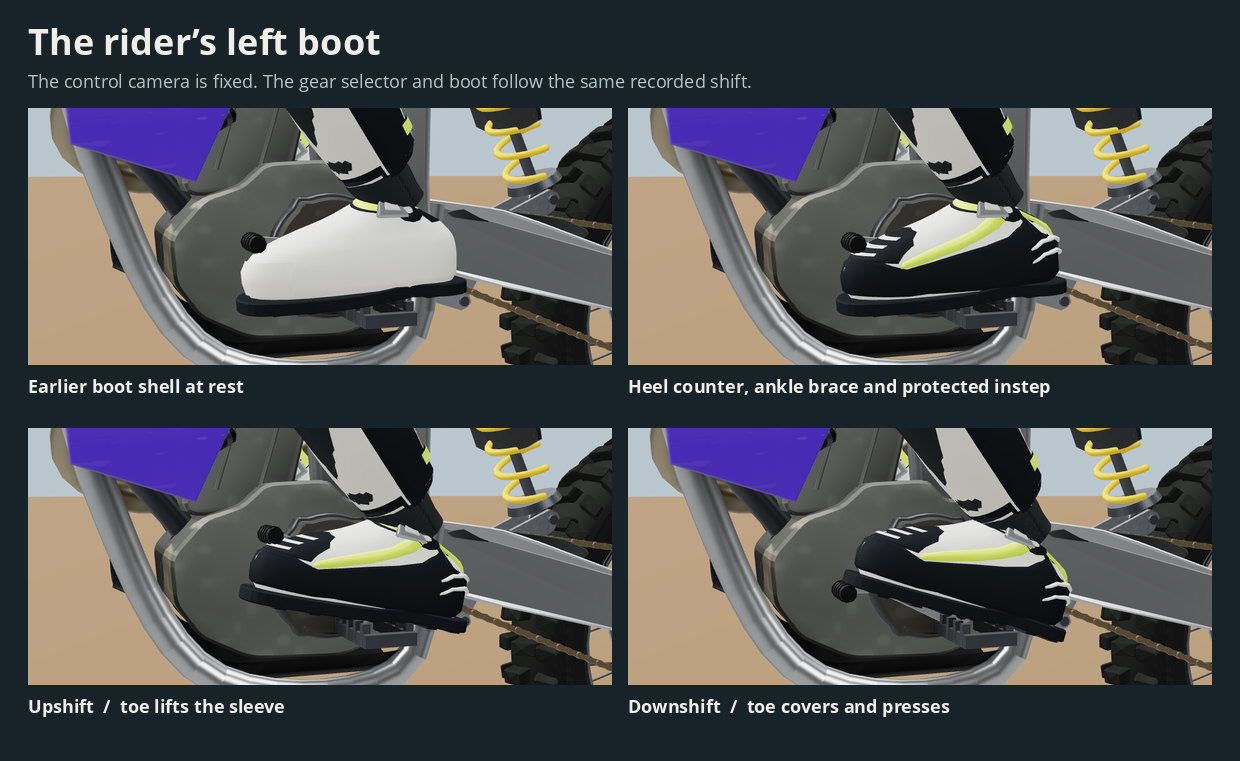 The rider’s left boot
The control camera is fixed. The gear selector and boot follow the same recorded shift.
Earlier boot shell at rest
Heel counter, ankle brace and protected instep
Upshift / toe lifts the sleeve
Downshift / toe covers and presses